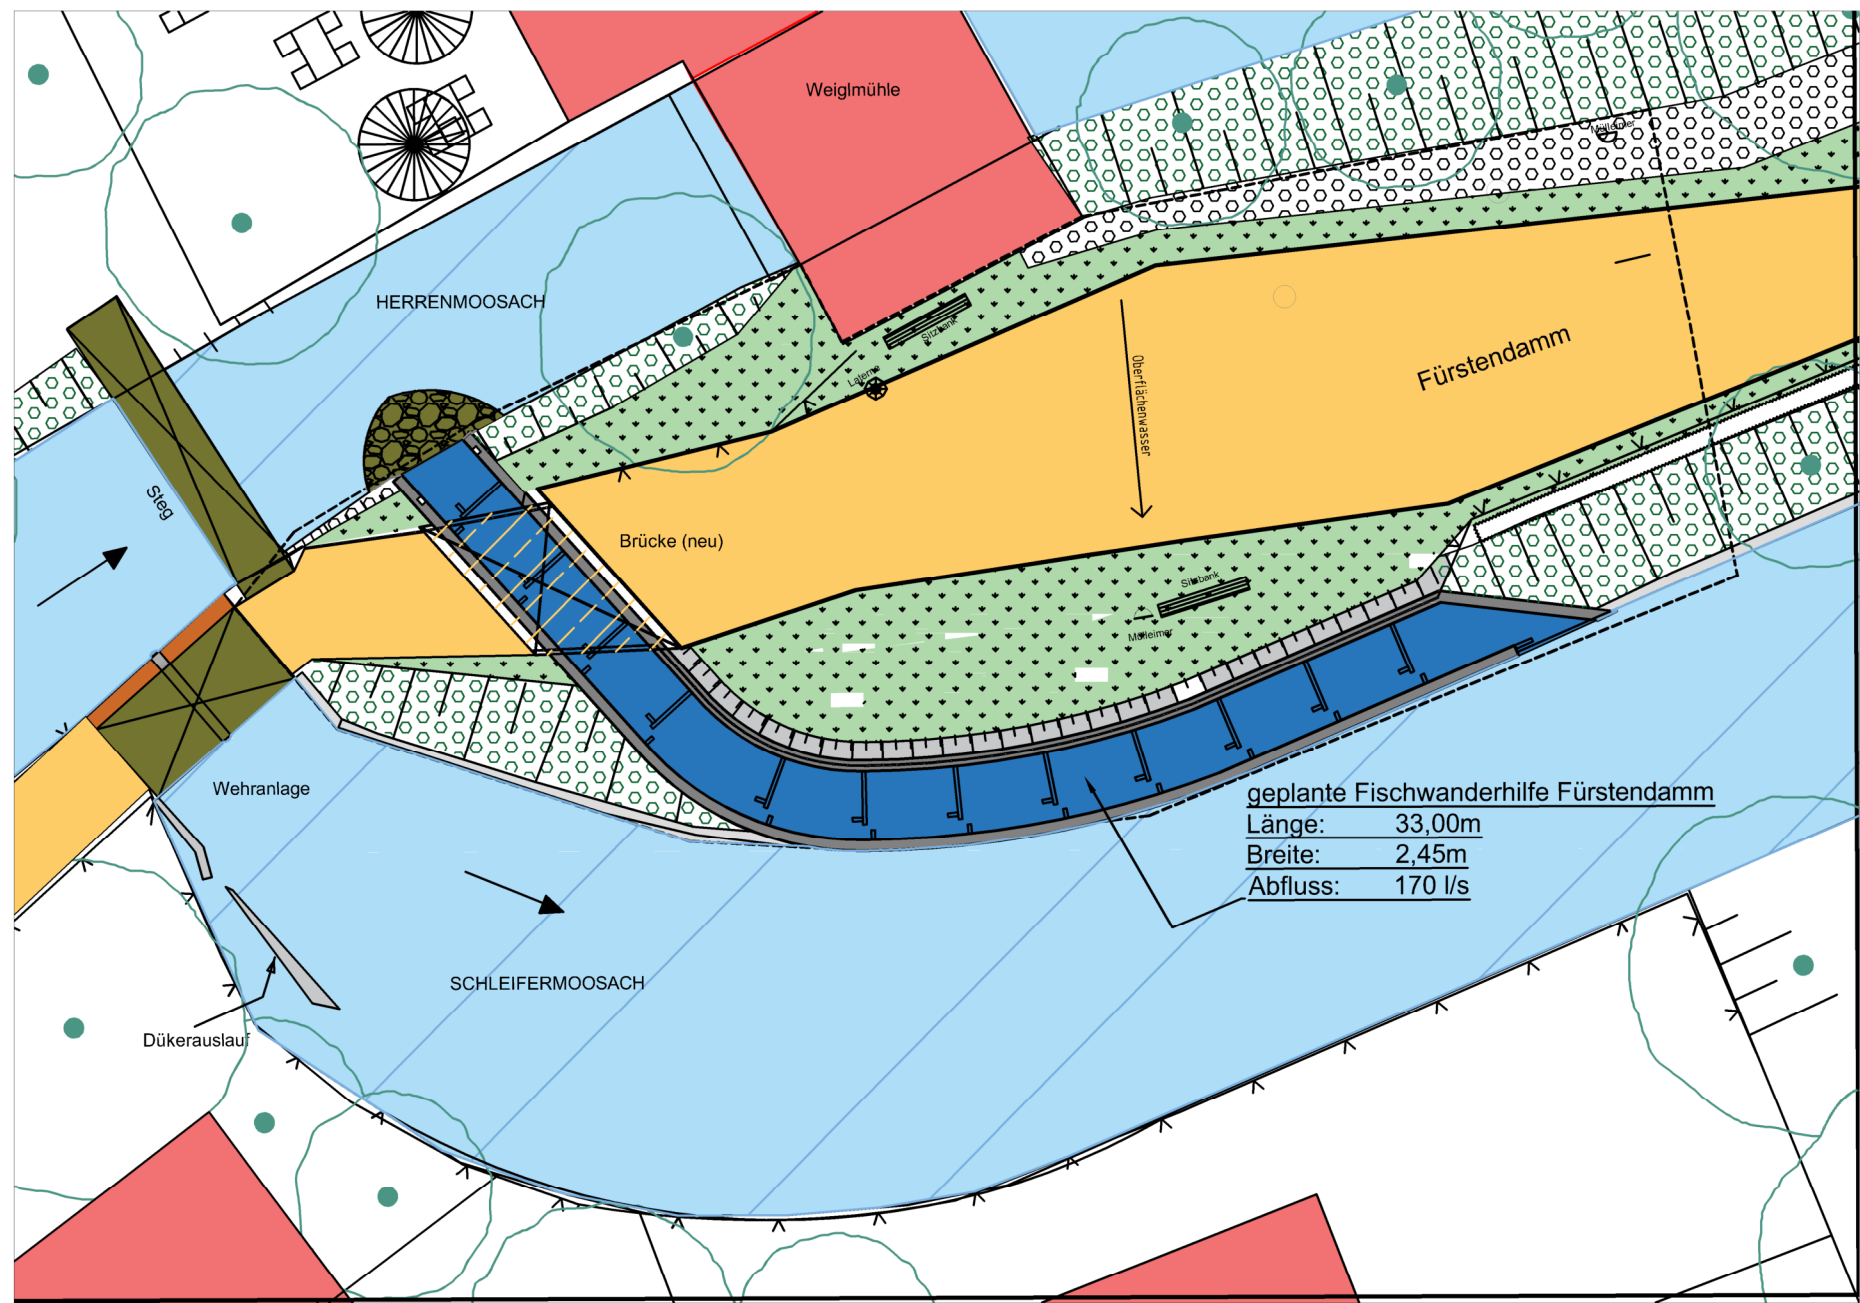 Weiglmühle
Mülleimer
HERRENMOOSACH
Sitzbank
Laterne
Oberflächenwasser
Fürstendamm
Steg
Brücke (neu)
Sitzbank
Mülleimer
Wehranlage
geplante Fischwanderhilfe Fürstendamm
Länge: 33,00m
Breite: 2,45m
Abfluss: 170 l/s
SCHLEIFERMOOSACH
Dükerauslauf